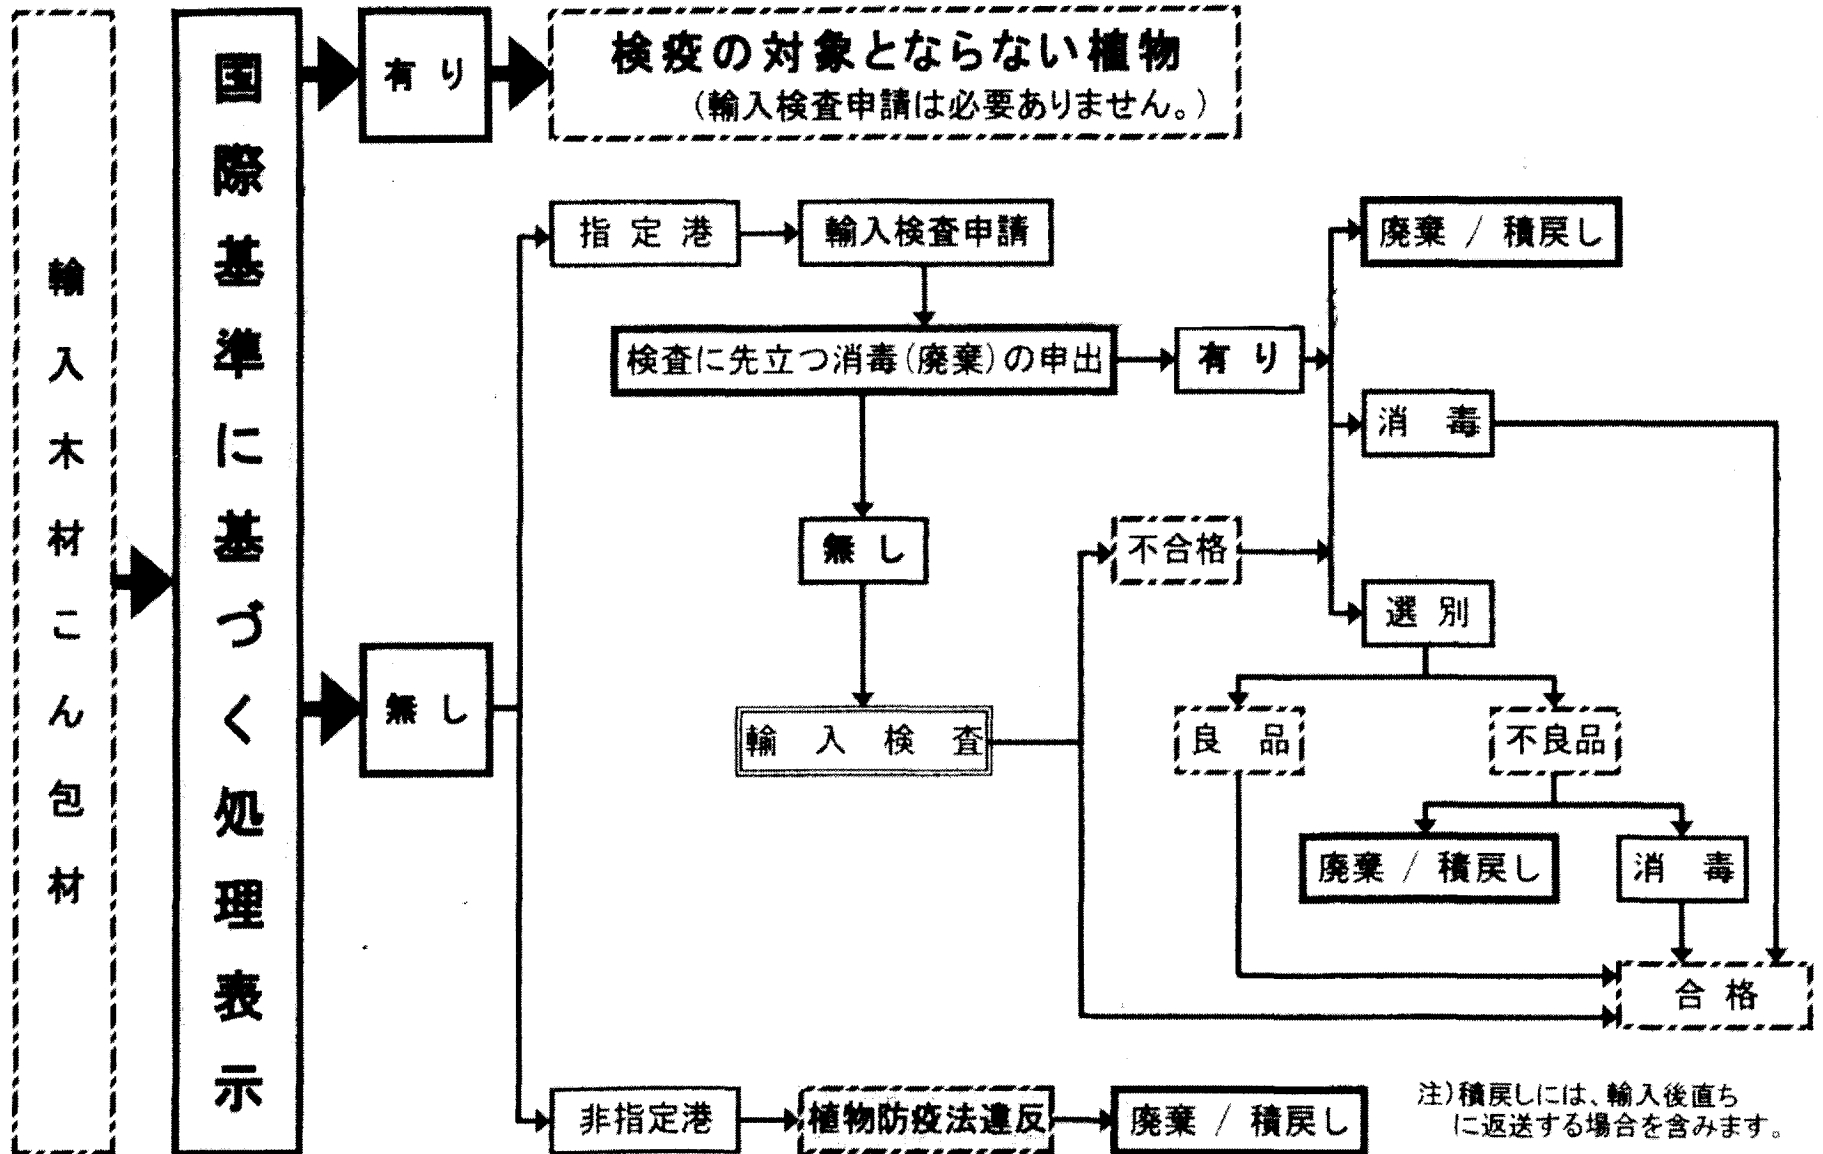 輸入木材こん包材
国際基準に基づく処理表示
有り
検疫の対象とならない植物
（輸入検査申請は必要ありません。）
指定港
輸入検査申請
廃棄 / 積戻し
検査に先立つ消毒（廃棄）の申出
有り
消毒
無し
不合格
選別
無し
輸入検査
良品
不良品
廃棄 / 積戻し
消毒
合格
非指定港
植物防疫法違反
廃棄 / 積戻し
注）積戻しには、輸入後直ち
に返送する場合を含みます。